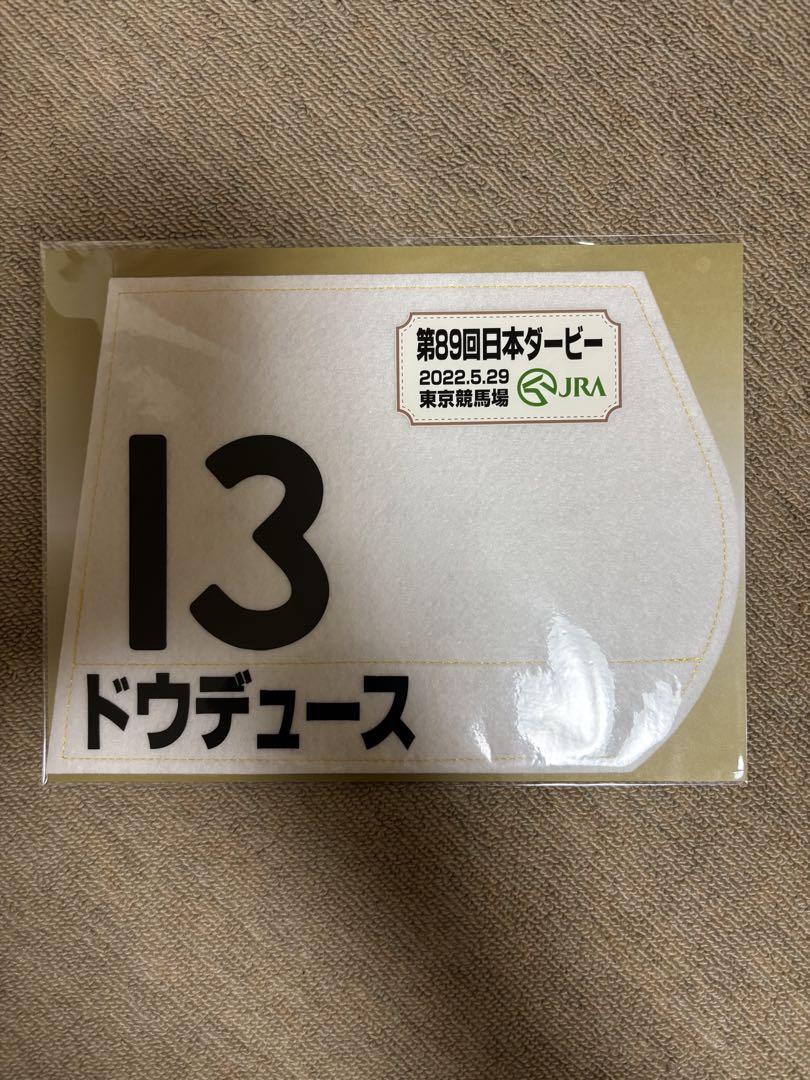 第89回日本ダービー
2022.5.29
東京競馬場
JRA
13
ドウデュース